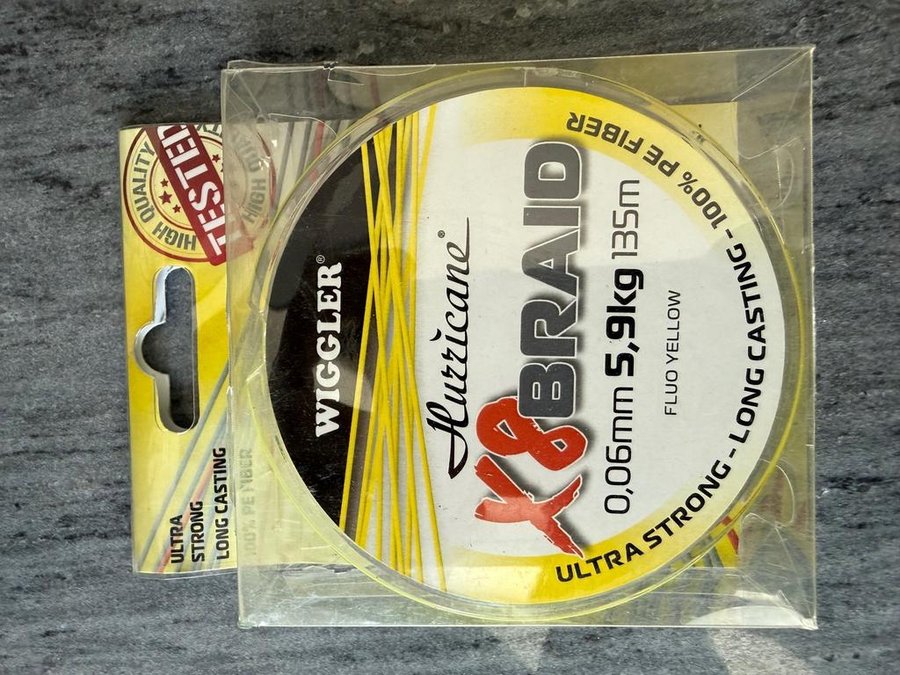 HIGH QUALITY
TESTED
HIGH QUALITY
ULTRA
STRONG
LONG CASTING
100% PE FIBER
WIGGLER®
Hurricane®
X8 BRAID
0,06mm 5,9kg 135m
FLUO YELLOW
ULTRA STRONG - LONG CASTING - 100% PE FIBER